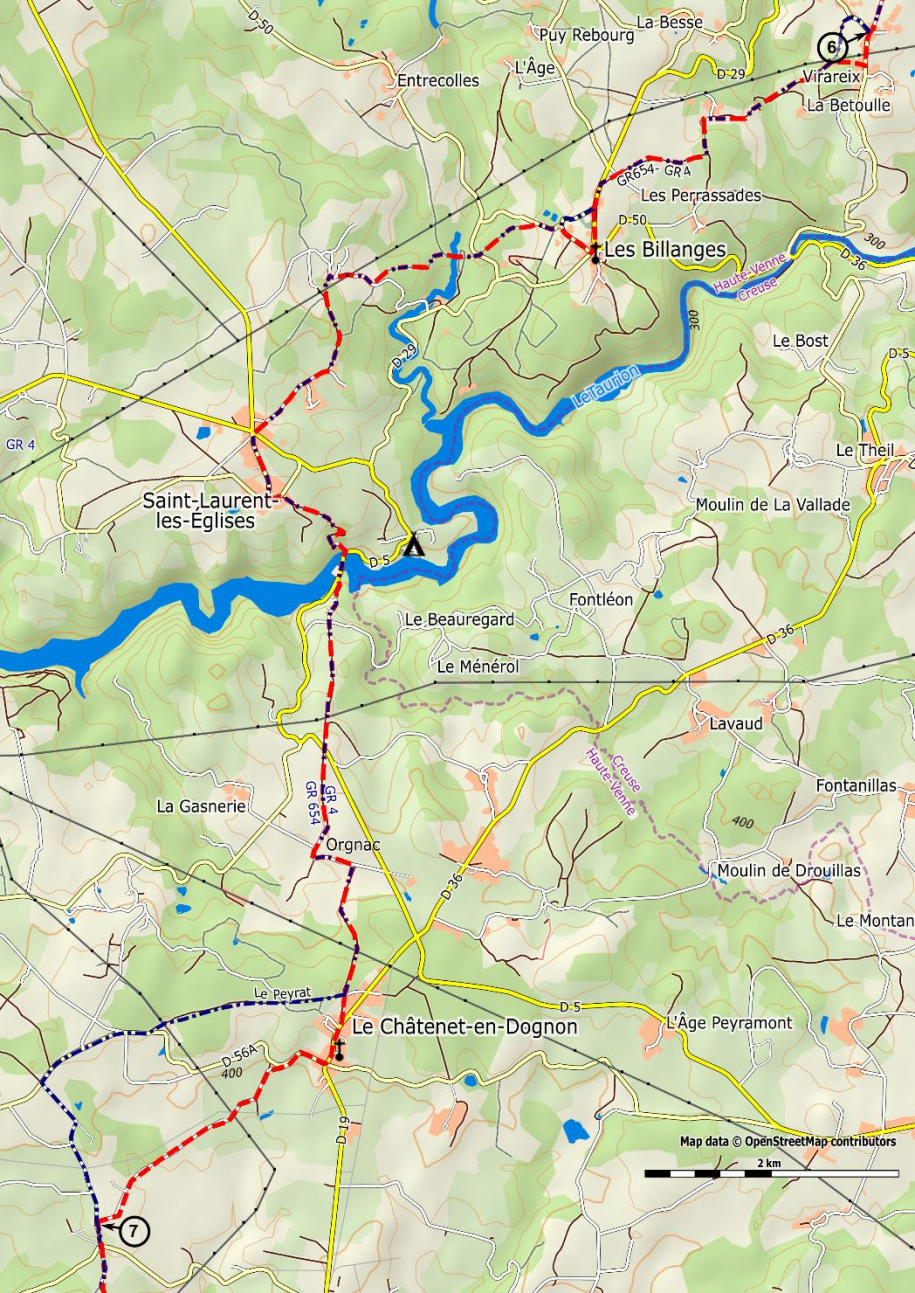 D-50
La Besse
Puy Rebourg
6
L'Âge
D-29
Entrecolles
Virareix
La Betoulle
GR654- GR4
Les Perrassades
D-50
Les Billanges
300
D-36
Haute-Vienne
Creuse
300
Le Bost
D-29
D-5
Le Taurion
GR 4
Le Theil
Saint-Laurent-
les-Églises
Moulin de La Vallade
D 5
Fontléon
Le Beauregard
D-36
Le Ménérol
Lavaud
Creuse
Haute-Vienne
Fontanillas
GR 4
GR 654
La Gasnerie
400
Orgnac
Moulin de Drouillas
D-36
Le Montan
Le Peyrat
D 5
Le Châtenet-en-Dognon
L'Âge Peyramont
D-56A
400
D-19
Map data © OpenStreetMap contributors
2 km
7